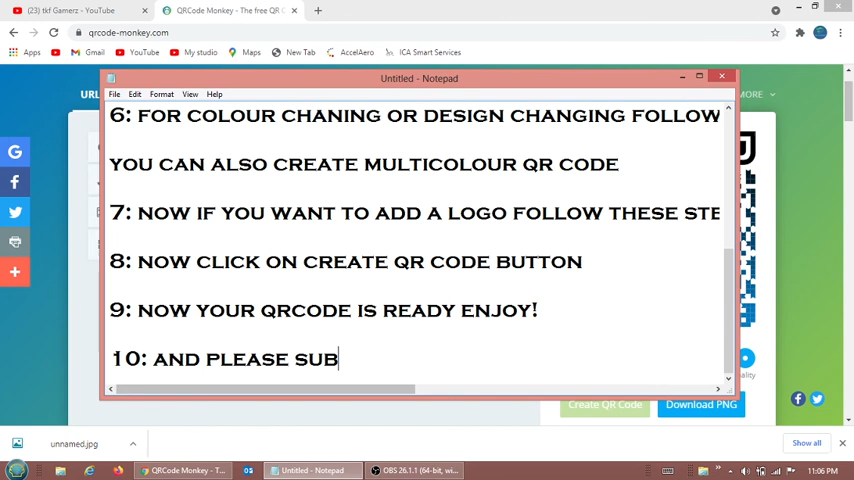 (23) tkf Gamerz - YouTube
QRCode Monkey - The free QR C
qrcode-monkey.com
Apps
Gmail
YouTube
My studio
Maps
New Tab
AccelAero
ICA Smart Services
Untitled - Notepad
URL
MORE
File Edit Format View Help
6: FOR COLOUR CHANING OR DESIGN CHANGING FOLLOW
YOU CAN ALSO CREATE MULTICOLOUR QR CODE
7: NOW IF YOU WANT TO ADD A LOGO FOLLOW THESE STE
8: NOW CLICK ON CREATE QR CODE BUTTON
9: NOW YOUR QRCODE IS READY ENJOY!
10: AND PLEASE SUB
ality
Create QR Code
Download PNG
unnamed.jpg
Show all
QRCode Monkey - T...
Untitled - Notepad
OBS 26.1.1 (64-bit, w...
11:06 PM